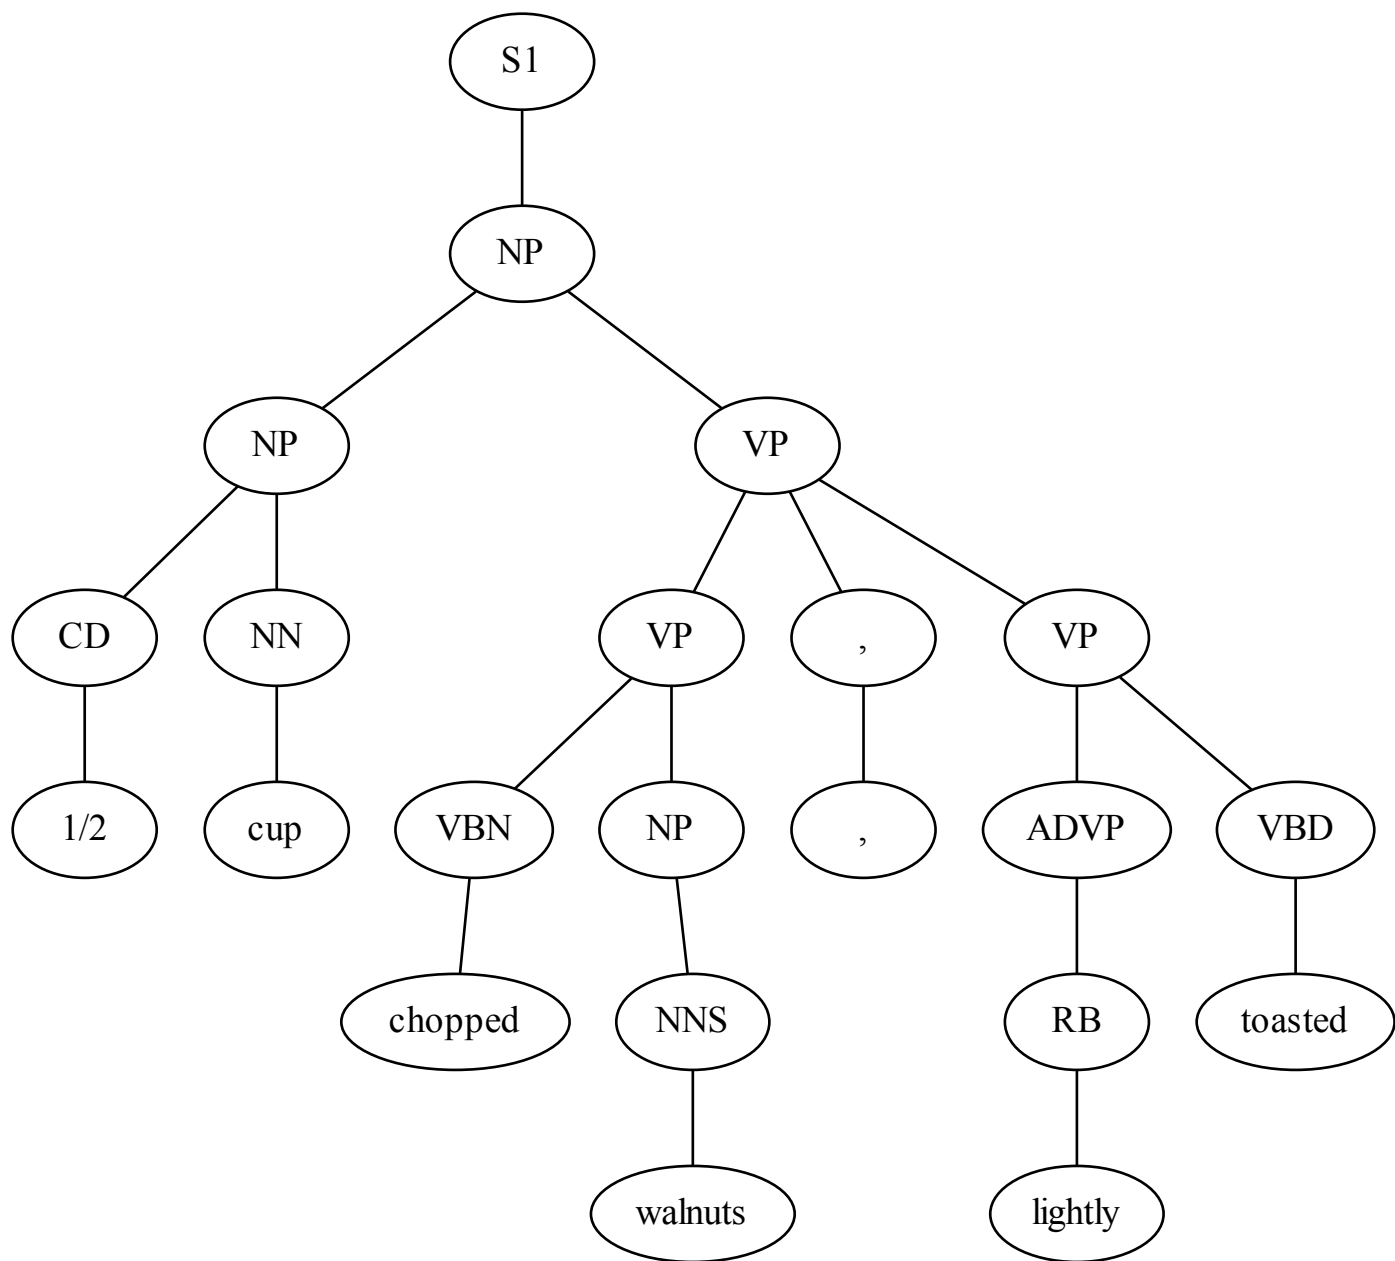 S1
NP
NP VP
CD NN VP , VP
1/2 cup VBN NP , ADVP VBD
chopped NNS RB toasted
walnuts lightly